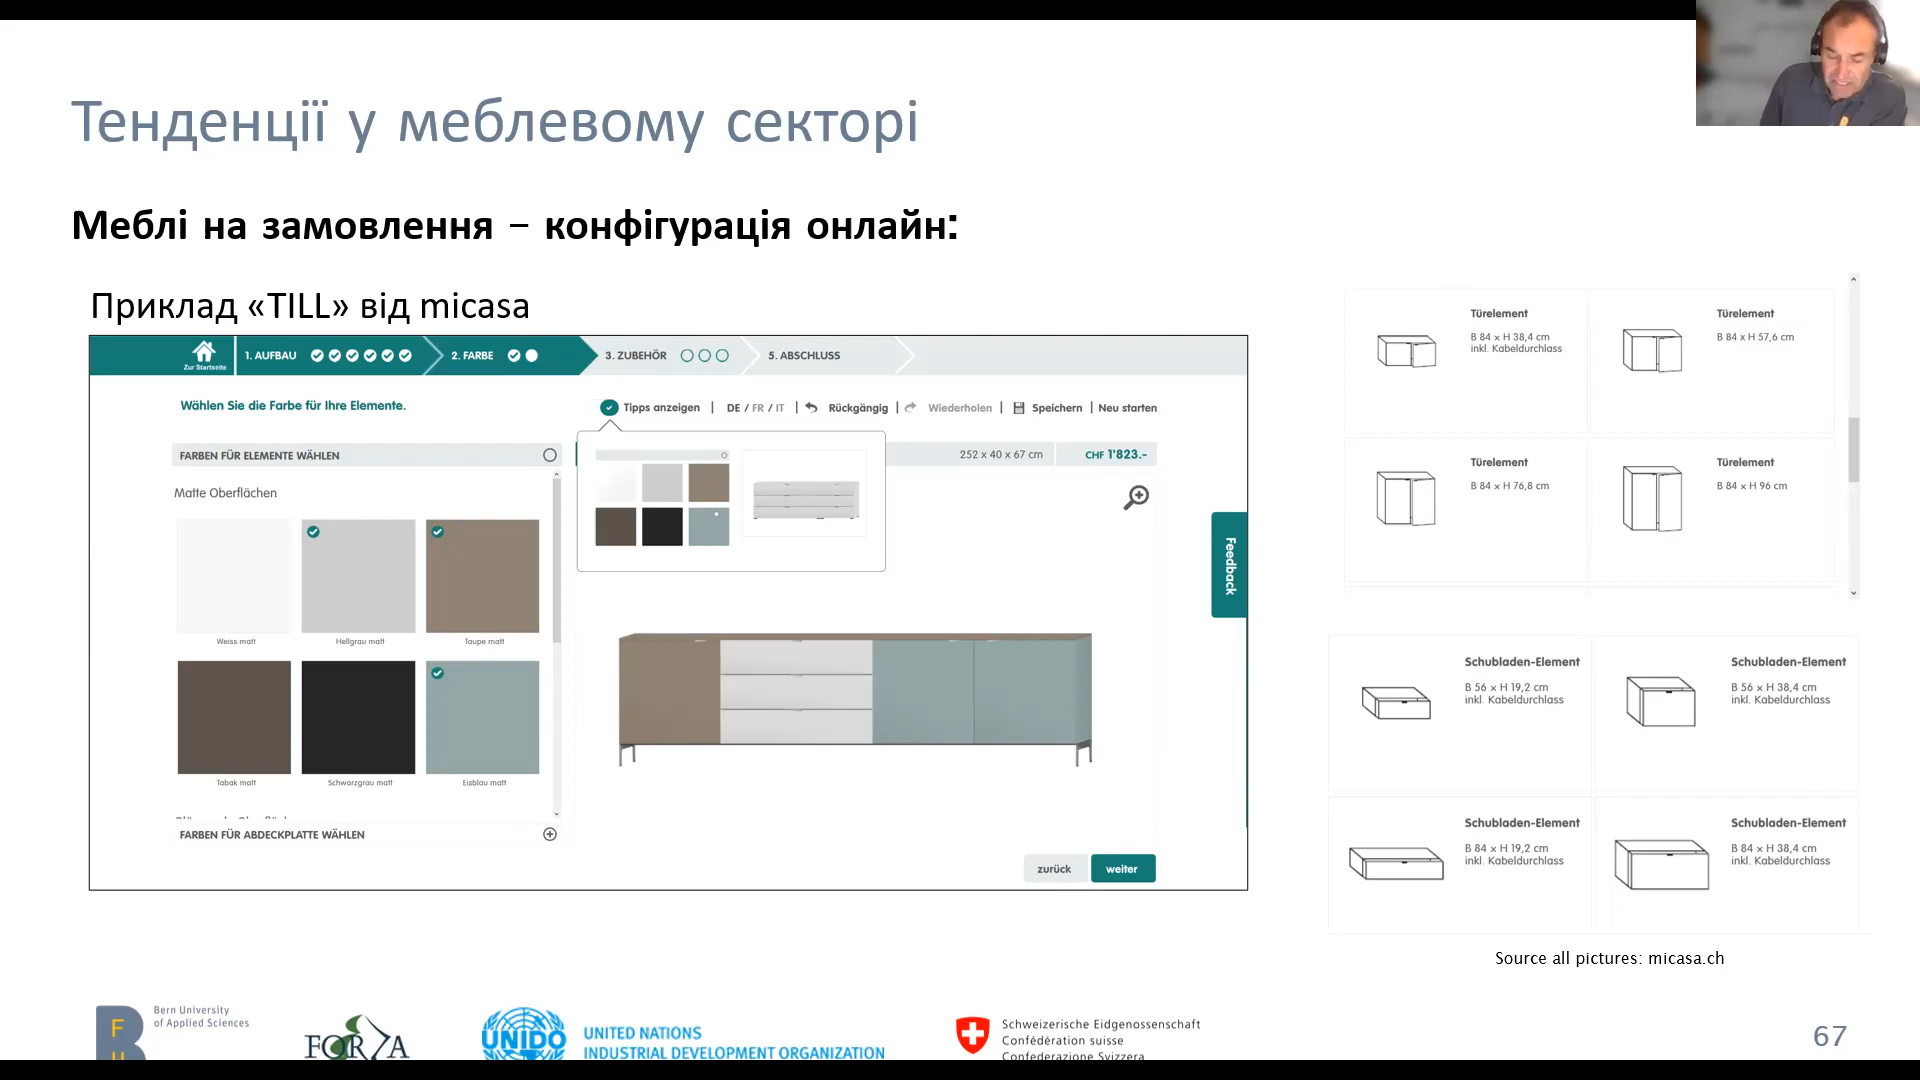 Тенденції у меблевому секторі
Меблі на замовлення – конфігурація онлайн:
Приклад «TILL» від micasa
Zur Startseite
1. AUFBAU
2. FARBE
3. ZUBEHÖR
5. ABSCHLUSS
Wählen Sie die Farbe für Ihre Elemente.
Tipps anzeigen | DE / FR / IT | Rückgängig | Wiederholen | Speichern | Neu starten
FARBEN FÜR ELEMENTE WÄHLEN
252 x 40 x 67 cm
CHF 1'823.-
Matte Oberflächen
Weiss matt
Hellgrau matt
Taupe matt
Tabak matt
Schwarzgrau matt
Eisblau matt
FARBEN FÜR ABDECKPLATTE WÄHLEN
Feedback
zurück
weiter
Türelement
B 84 x H 38,4 cm
inkl. Kabeldurchlass
Türelement
B 84 x H 57,6 cm
Türelement
B 84 x H 76,8 cm
Türelement
B 84 x H 96 cm
Schubladen-Element
B 56 x H 19,2 cm
inkl. Kabeldurchlass
Schubladen-Element
B 56 x H 38,4 cm
inkl. Kabeldurchlass
Schubladen-Element
B 84 x H 19,2 cm
inkl. Kabeldurchlass
Schubladen-Element
B 84 x H 38,4 cm
inkl. Kabeldurchlass
Source all pictures: micasa.ch
Bern University
of Applied Sciences
FORZA
UNIDO
UNITED NATIONS
INDUSTRIAL DEVELOPMENT ORGANIZATION
Schweizerische Eidgenossenschaft
Confédération suisse
Confederazione Svizzera
67